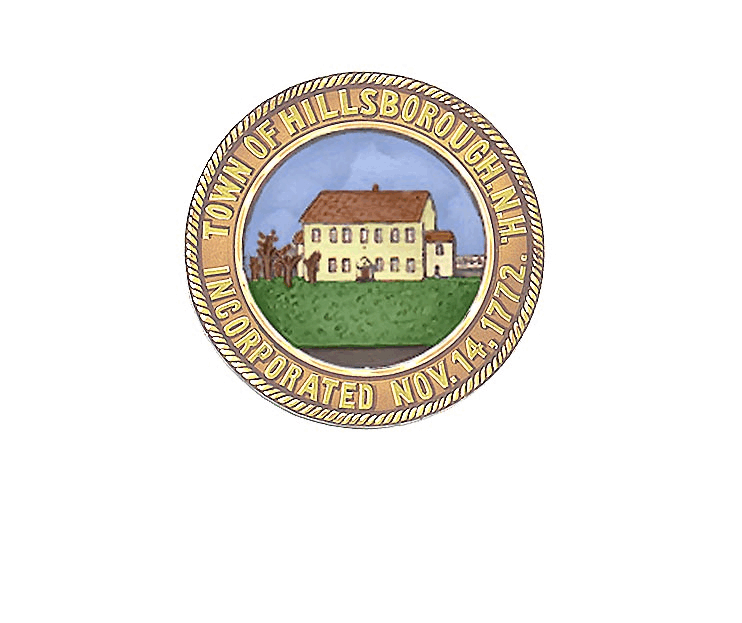 TOWN OF HILLSBOROUGH, N.H.
INCORPORATED NOV. 14, 1772.